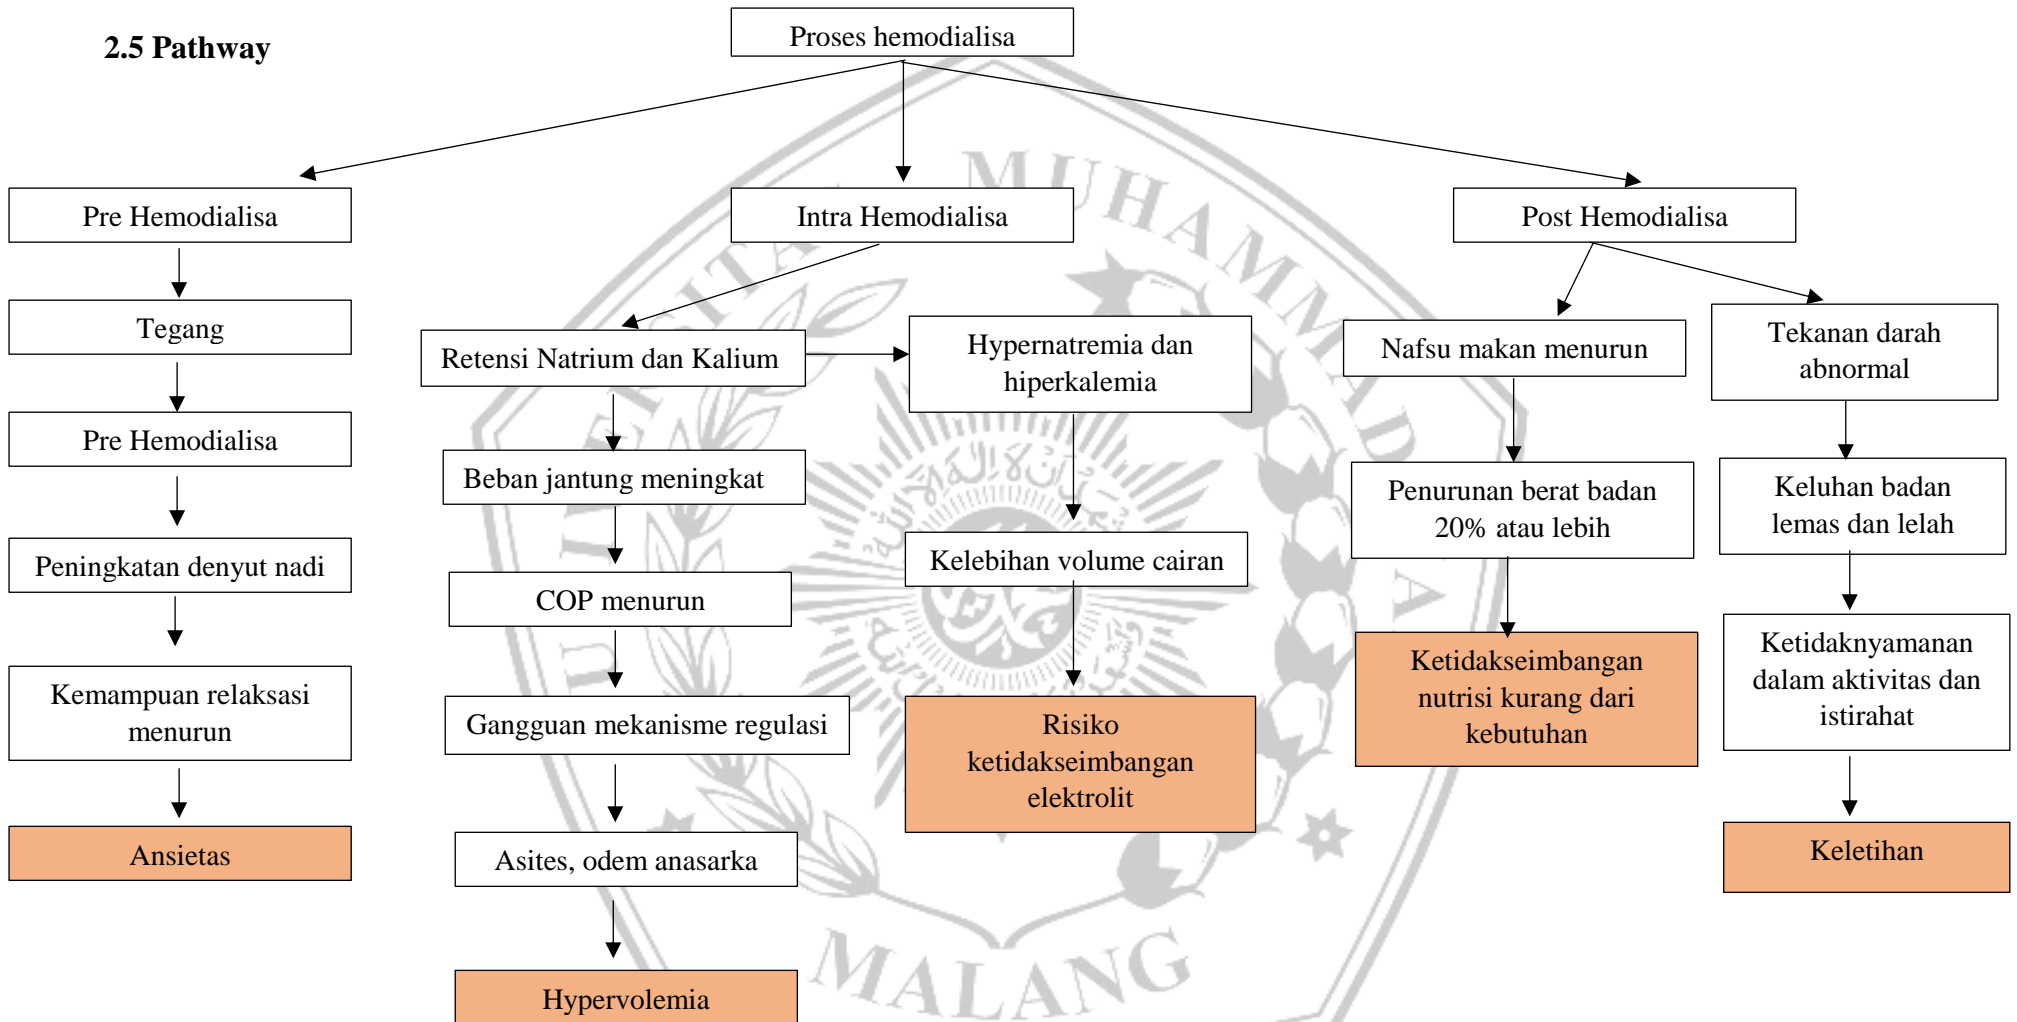 2.5 Pathway
Proses hemodialisa
Pre Hemodialisa
Tegang
Pre Hemodialisa
Peningkatan denyut nadi
Kemampuan relaksasi
menurun
Ansietas
Intra Hemodialisa
Retensi Natrium dan Kalium
Beban jantung meningkat
COP menurun
Gangguan mekanisme regulasi
Asites, odem anasarka
Hypervolemia
Hypernatremia dan
hiperkalemia
Kelebihan volume cairan
Risiko
ketidakseimbangan
elektrolit
Post Hemodialisa
Nafsu makan menurun
Penurunan berat badan
20% atau lebih
Ketidakseimbangan
nutrisi kurang dari
kebutuhan
Tekanan darah
abnormal
Keluhan badan
lemas dan lelah
Ketidaknyamanan
dalam aktivitas dan
istirahat
Keletihan
MUHAMMAD
MALANG